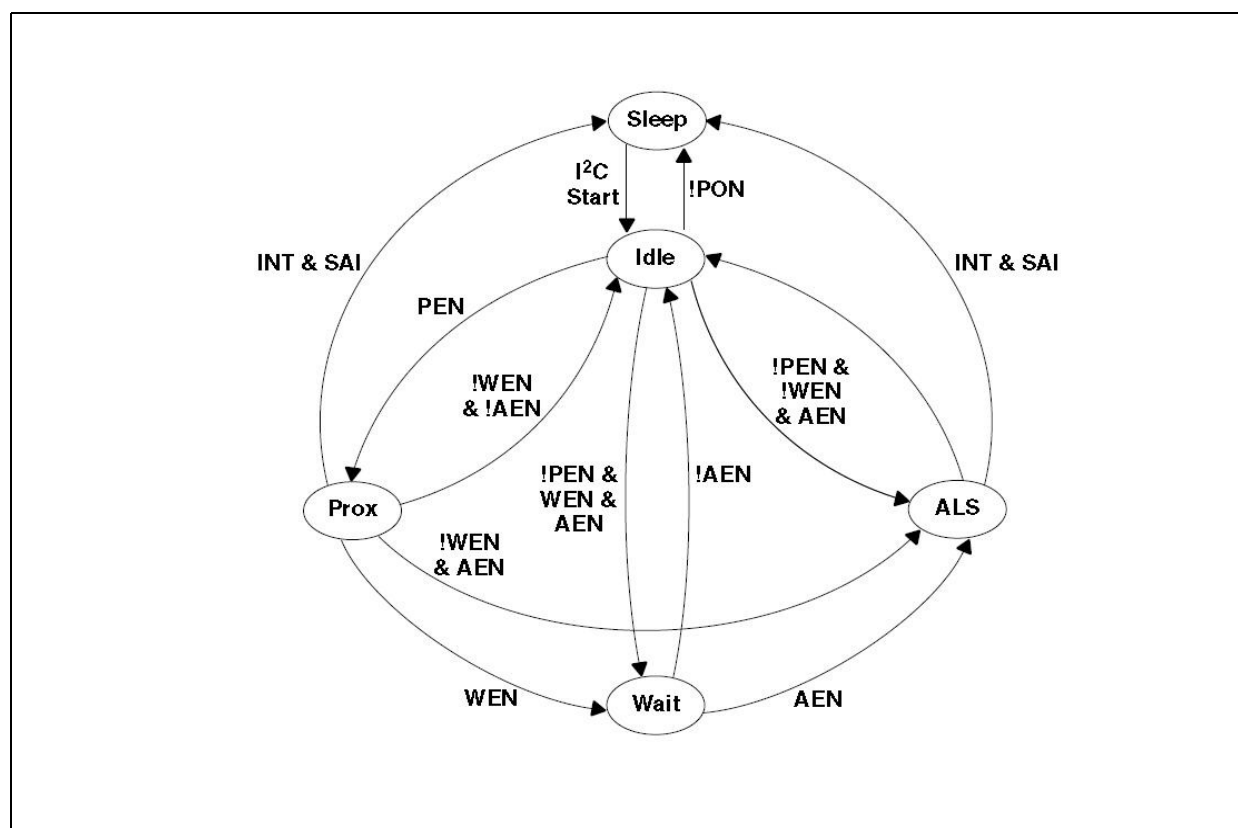 Sleep
I²C
Start
!PON
Idle
INT & SAI
INT & SAI
PEN
!WEN
& !AEN
!PEN &
!WEN
& AEN
!PEN &
WEN &
AEN
!AEN
Prox
ALS
!WEN
& AEN
WEN
Wait
AEN